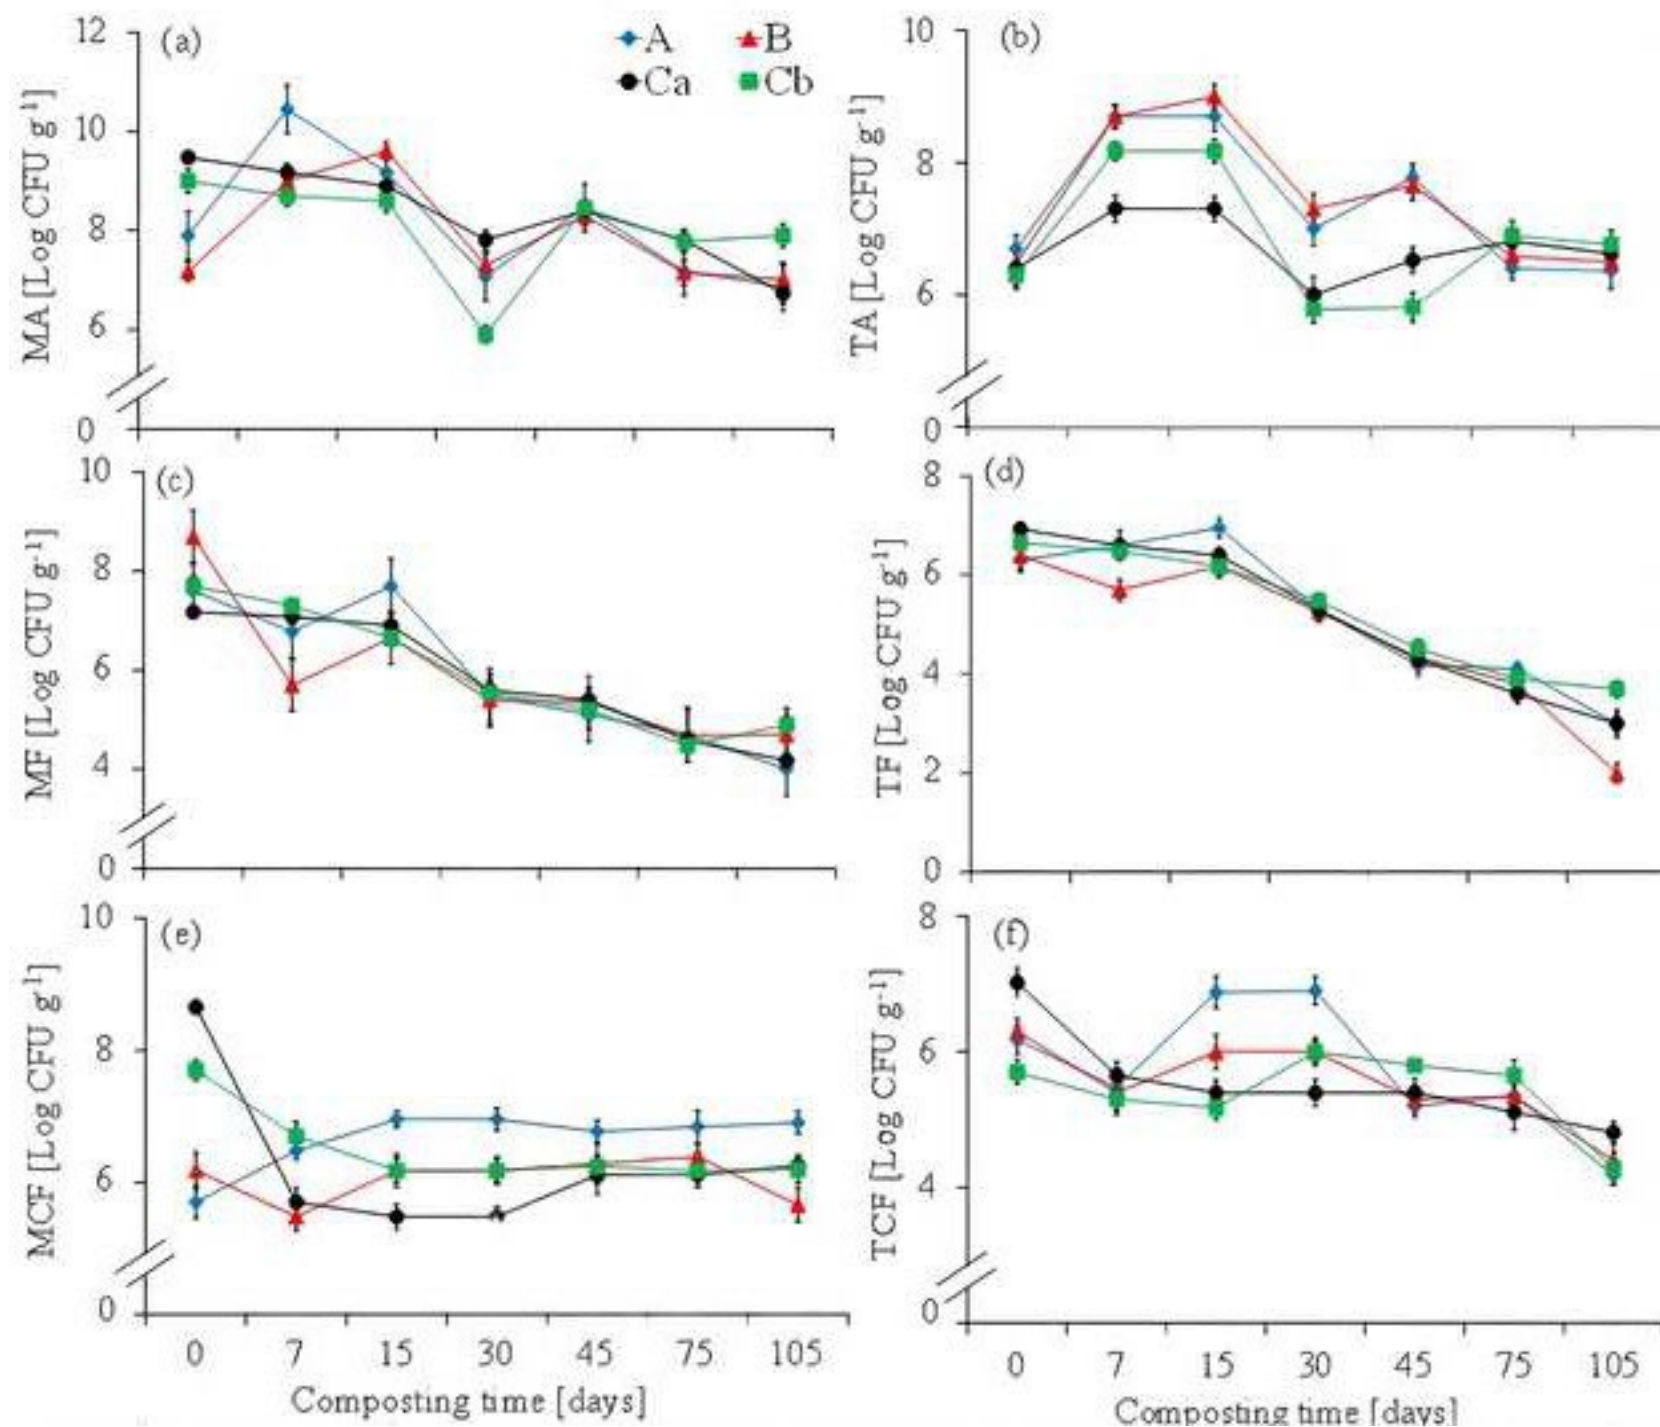 (a)
A B
Ca Cb
MA [Log CFU g-1]
12
10
8
6
0
(b)
TA [Log CFU g-1]
10
8
6
0
(c)
MF [Log CFU g-1]
10
8
6
4
0
(d)
TF [Log CFU g-1]
8
6
4
2
0
(e)
MCF [Log CFU g-1]
10
8
6
0
0 7 15 30 45 75 105
Composting time [days]
(f)
TCF [Log CFU g-1]
8
6
4
0
0 7 15 30 45 75 105
Composting time [days]